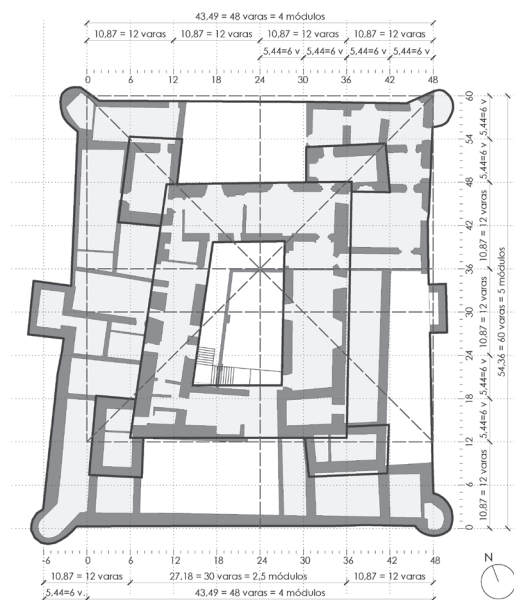 43,49 = 48 varas = 4 módulos
10,87 = 12 varas 10,87 = 12 varas 10,87 = 12 varas 10,87 = 12 varas
5,44=6 v 5,44=6 v 5,44=6 v 5,44=6 v
0 6 12 18 24 30 36 42 48
60
54
48
42
36
30
24
18
12
6
0
5,44=6 v
5,44=6 v
10,87 = 12 varas
10,87 = 12 varas
5,44=6 v
5,44=6 v
10,87 = 12 varas
54,36 = 60 varas = 5 módulos
-6 0 6 12 18 24 30 36 42 48
10,87 = 12 varas 27,18 = 30 varas = 2,5 módulos 10,87 = 12 varas
5,44=6 v. 43,49 = 48 varas = 4 módulos
N